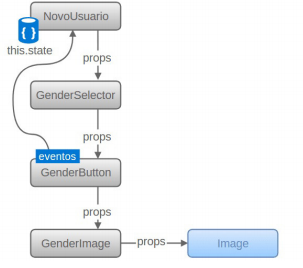 NovoUsuario
{ }
this.state
props
GenderSelector
props
eventos
GenderButton
props
GenderImage
props
Image